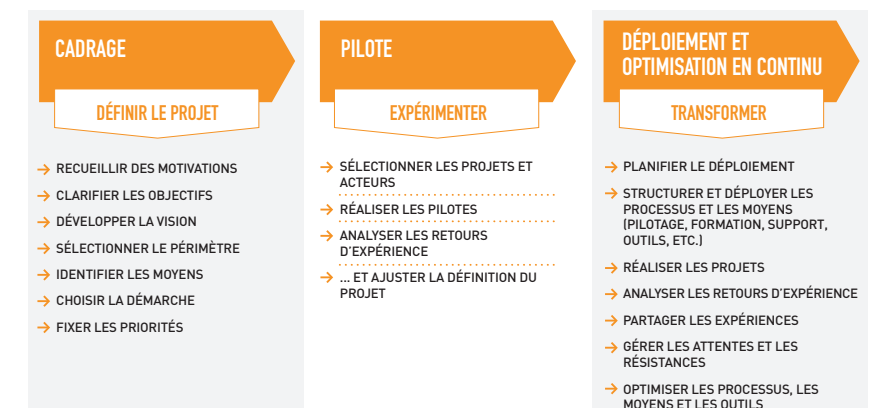 CADRAGE
DÉFINIR LE PROJET
→ RECUEILLIR DES MOTIVATIONS
→ CLARIFIER LES OBJECTIFS
→ DÉVELOPPER LA VISION
→ SÉLECTIONNER LE PÉRIMÈTRE
→ IDENTIFIER LES MOYENS
→ CHOISIR LA DÉMARCHE
→ FIXER LES PRIORITÉS
PILOTE
EXPÉRIMENTER
→ SÉLECTIONNER LES PROJETS ET
ACTEURS
→ RÉALISER LES PILOTES
→ ANALYSER LES RETOURS
D'EXPÉRIENCE
→ ... ET AJUSTER LA DÉFINITION DU
PROJET
DÉPLOIEMENT ET
OPTIMISATION EN CONTINU
TRANSFORMER
→ PLANIFIER LE DÉPLOIEMENT
→ STRUCTURER ET DÉPLOYER LES
PROCESSUS ET LES MOYENS
(PILOTAGE, FORMATION, SUPPORT,
OUTILS, ETC.)
→ RÉALISER LES PROJETS
→ ANALYSER LES RETOURS D'EXPÉRIENCE
→ PARTAGER LES EXPÉRIENCES
→ GÉRER LES ATTENTES ET LES
RÉSISTANCES
→ OPTIMISER LES PROCESSUS, LES
MOYENS ET LES OUTILS